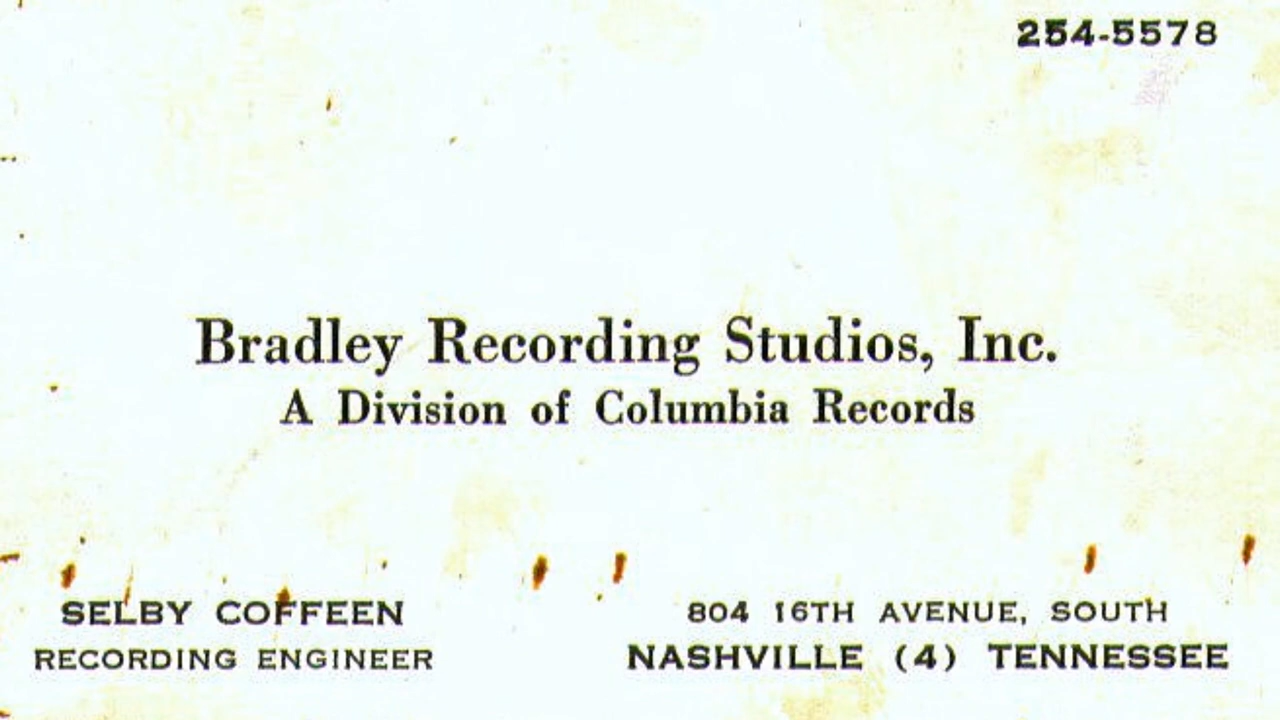 254-5578
Bradley Recording Studios, Inc.
A Division of Columbia Records
SELBY COFFEEN
RECORDING ENGINEER
804 16TH AVENUE, SOUTH
NASHVILLE (4) TENNESSEE